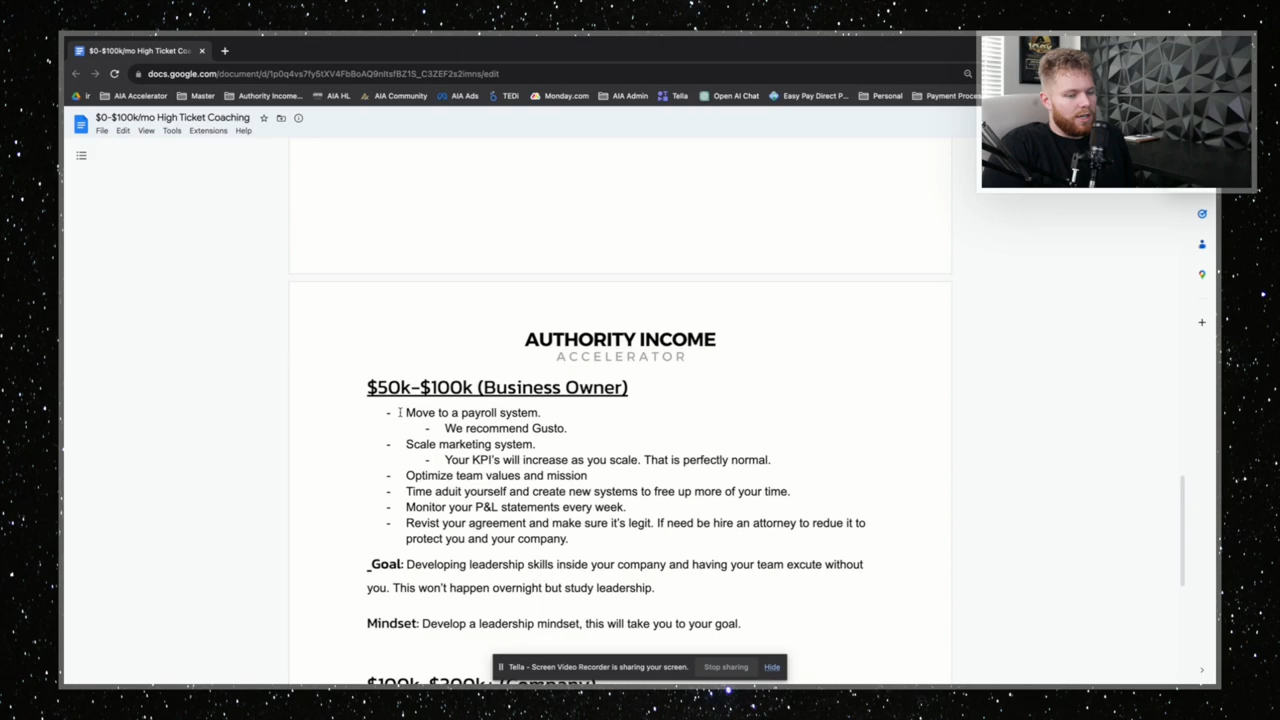 $0-$100k/mo High Ticket Coa
docs.google.com/document/d/1p0q4vs7fy5tXV4FbBoAQ9nItsfBZ1S_C3ZEF2s2imns/edit
ir AIA Accelerator Master Authority Income... AIA HL AIA Community AIA Ads TEDi Monday.com AIA Admin Tella Open AI Chat Easy Pay Direct P... Personal Payment Proce
$0-$100k/mo High Ticket Coaching
File Edit View Tools Extensions Help
AUTHORITY INCOME
ACCELERATOR
$50k-$100k (Business Owner)
- Move to a payroll system.
- We recommend Gusto.
- Scale marketing system.
- Your KPI's will increase as you scale. That is perfectly normal.
- Optimize team values and mission
- Time aduit yourself and create new systems to free up more of your time.
- Monitor your P&L statements every week.
- Revist your agreement and make sure it's legit. If need be hire an attorney to redue it to
protect you and your company.
_Goal: Developing leadership skills inside your company and having your team excute without
you. This won't happen overnight but study leadership.
Mindset: Develop a leadership mindset, this will take you to your goal.
Tella - Screen Video Recorder is sharing your screen. Stop sharing Hide